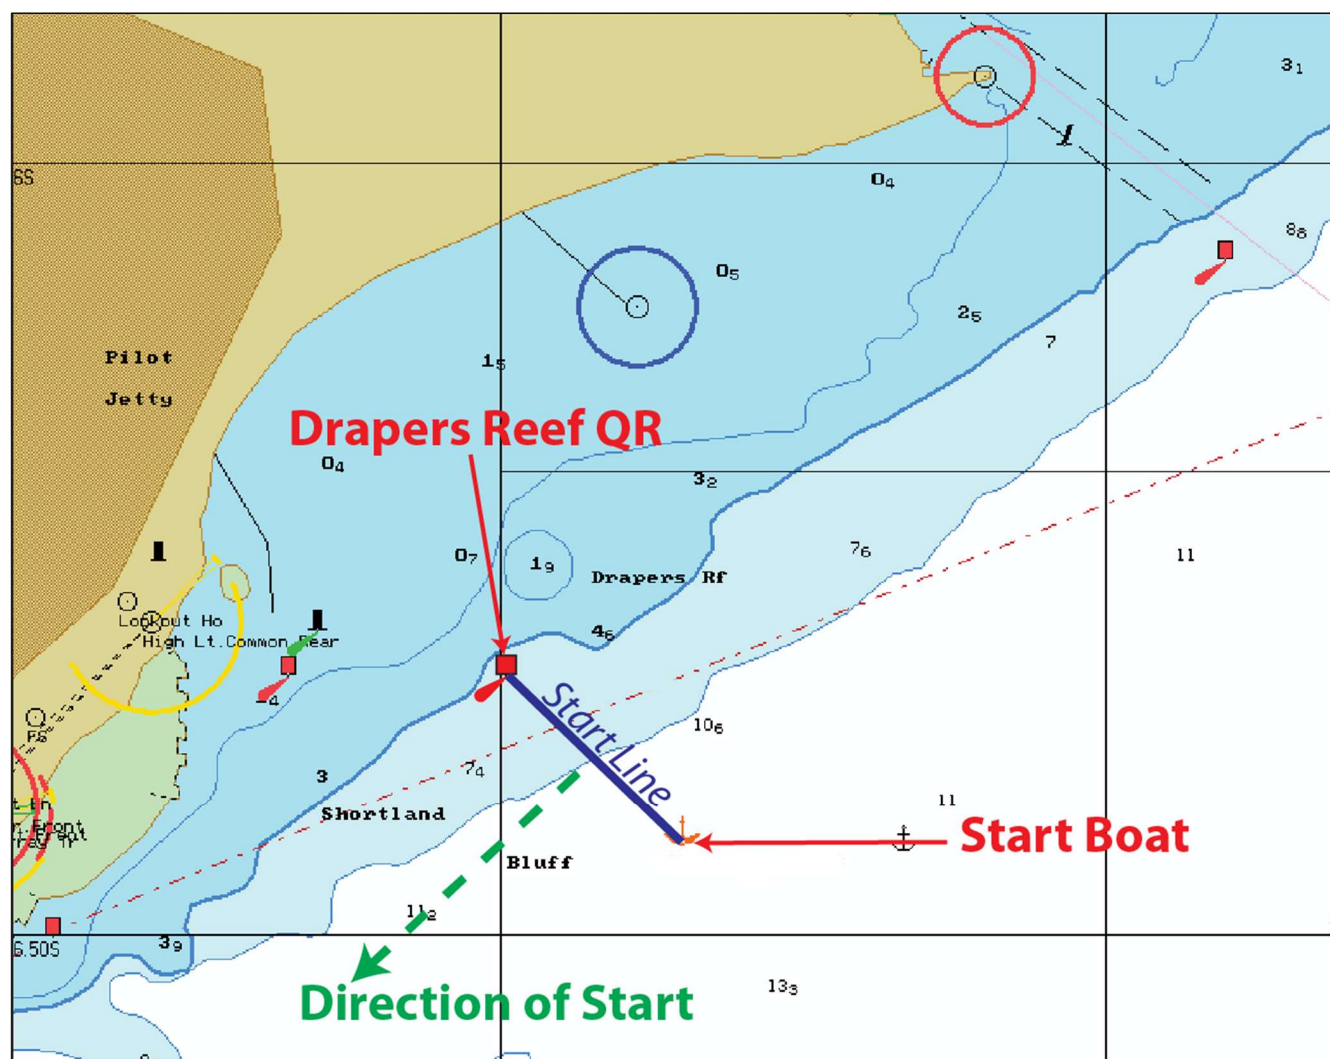 3₁
6S
0₄
8₈
0₅
2₅
7
Pilot
Jetty
1₅
Drapers Reef QR
0₄
3₂
7₆
11
0₇
1₉
Drapers Rf
Lookout Ho
High Lt.Common Rear
4₆
Start Line
10₆
FS
7₄
3
Shortland
11
Start Boat
Bluff
11₂
3₉
6.50S
13₃
Direction of Start